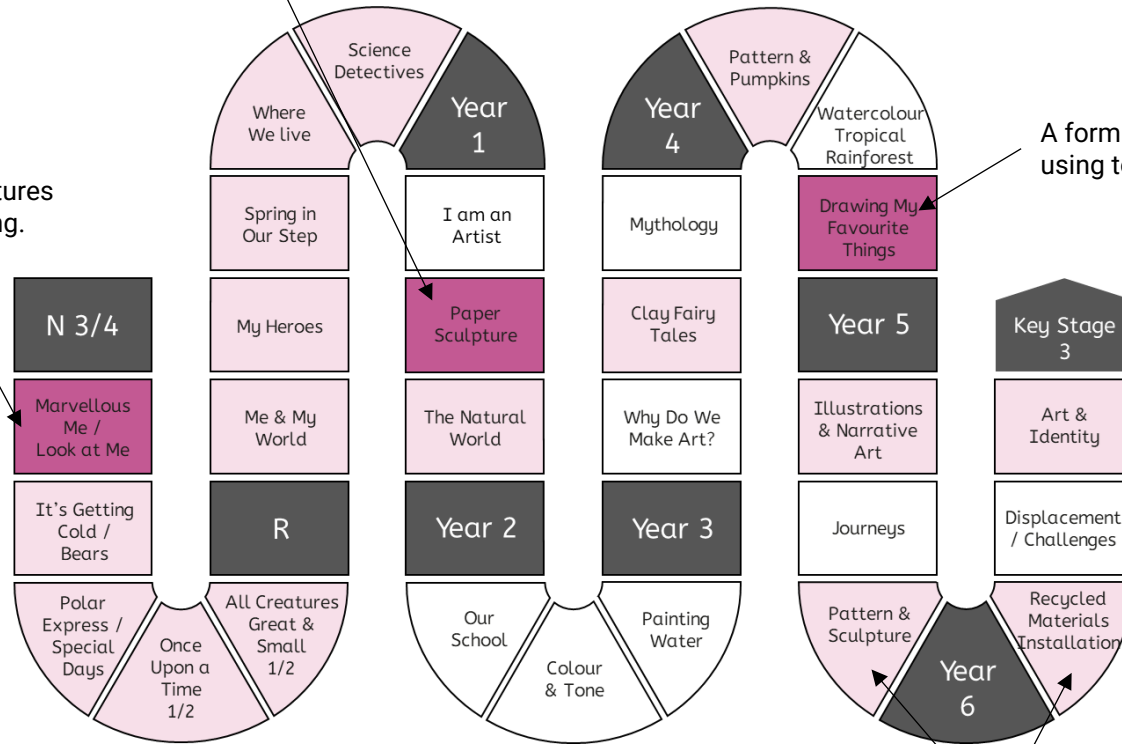 tures
g.
N 3/4
Marvellous
Me /
Look at Me
It's Getting
Cold /
Bears
Polar
Express /
Special
Days
Once
Upon a
Time
1/2
All Creatures
Great &
Small
1/2
R
Me & My
World
My Heroes
Spring in
Our Step
Where
We live
Science
Detectives
Year
1
I am an
Artist
Paper
Sculpture
The Natural
World
Year 2
Our
School
Colour
& Tone
Painting
Water
Year 3
Why Do We
Make Art?
Clay Fairy
Tales
Mythology
Year
4
Pattern &
Pumpkins
Watercolour
Tropical
Rainforest
Drawing My
Favourite
Things
A form
using
Year 5
Illustrations
& Narrative
Art
Journeys
Pattern &
Sculpture
Year
6
Recycled
Materials
Installation
Displacement
/ Challenges
Art &
Identity
Key Stage
3